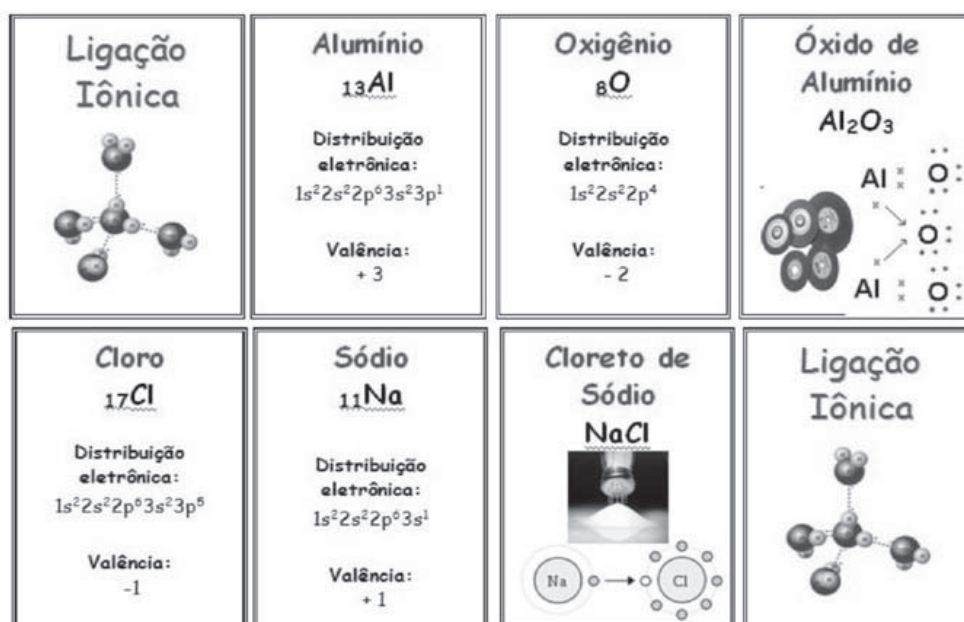 Ligação
Iônica
Alumínio
₁₃Al
Distribuição
eletrônica:
1s²2s²2p⁶3s²3p¹
Valência:
+ 3
Oxigênio
₈O
Distribuição
eletrônica:
1s²2s²2p⁴
Valência:
- 2
Óxido de
Alumínio
Al₂O₃
Al O
O
Al O
Cloro
₁₇Cl
Distribuição
eletrônica:
1s²2s²2p⁶3s²3p⁵
Valência:
-1
Sódio
₁₁Na
Distribuição
eletrônica:
1s²2s²2p⁶3s¹
Valência:
+ 1
Cloreto de
Sódio
NaCl
Na Cl
Ligação
Iônica